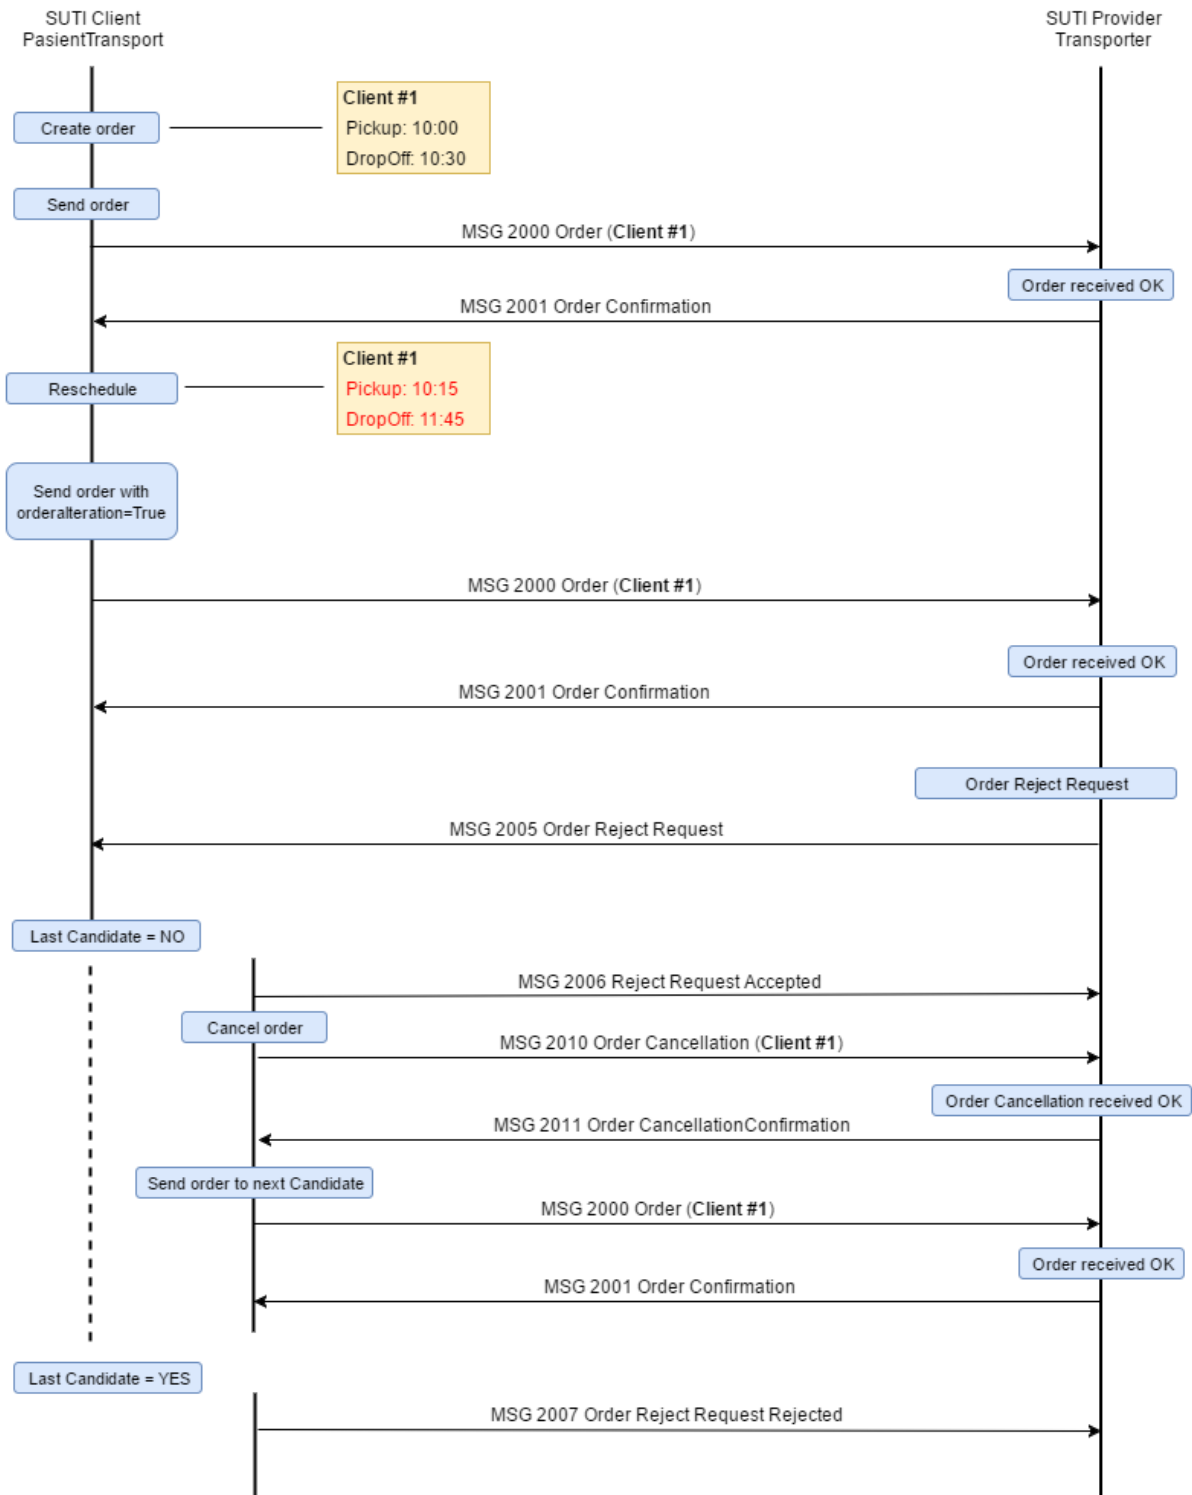 SUTI Client
PasientTransport
SUTI Provider
Transporter
Client #1
Pickup: 10:00
DropOff: 10:30
Create order
Send order
MSG 2000 Order (Client #1)
Order received OK
MSG 2001 Order Confirmation
Client #1
Pickup: 10:15
DropOff: 11:45
Reschedule
Send order with
orderalteration=True
MSG 2000 Order (Client #1)
Order received OK
MSG 2001 Order Confirmation
Order Reject Request
MSG 2005 Order Reject Request
Last Candidate = NO
MSG 2006 Reject Request Accepted
Cancel order
MSG 2010 Order Cancellation (Client #1)
Order Cancellation received OK
MSG 2011 Order CancellationConfirmation
Send order to next Candidate
MSG 2000 Order (Client #1)
Order received OK
MSG 2001 Order Confirmation
Last Candidate = YES
MSG 2007 Order Reject Request Rejected